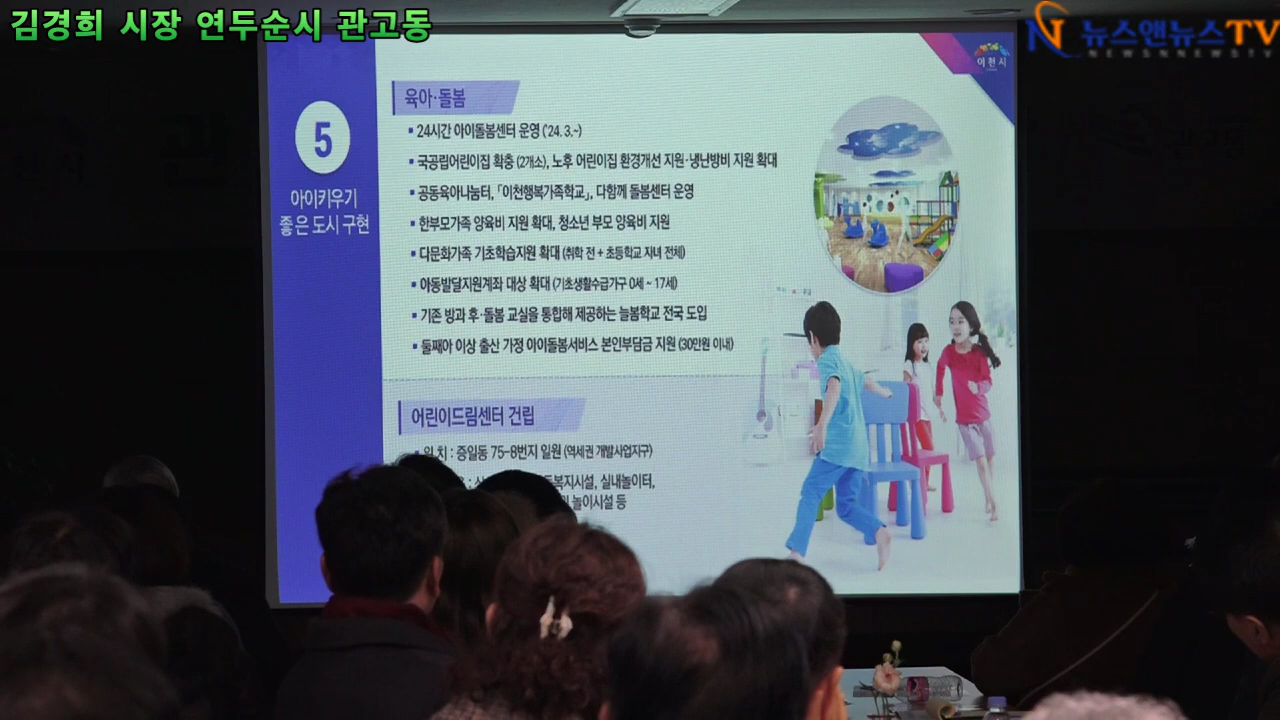 김경희 시장 연두순시 관고동
뉴스앤뉴스TV
NEWSNNEWSTV
이천시
5
아이키우기
좋은 도시 구현
육아·돌봄
▪ 24시간 아이돌봄센터 운영 ('24. 3.~)
▪ 국공립어린이집 확충 (2개소), 노후 어린이집 환경개선 지원·냉난방비 지원 확대
▪ 공동육아나눔터, 「이천행복가족학교」, 다함께 돌봄센터 운영
▪ 한부모가족 양육비 지원 확대, 청소년 부모 양육비 지원
▪ 다문화가족 기초학습지원 확대 (취학 전 + 초등학교 자녀 전체)
▪ 아동발달지원계좌 대상 확대 (기초생활수급가구 0세 ~ 17세)
▪ 기존 방과 후·돌봄 교실을 통합해 제공하는 늘봄학교 전국 도입
▪ 둘째아 이상 출산 가정 아이돌봄서비스 본인부담금 지원 (30만원 이내)
어린이드림센터 건립
위 치 : 증일동 75-8번지 일원 (역세권 개발사업지구)
복지시설, 실내놀이터,
놀이시설 등